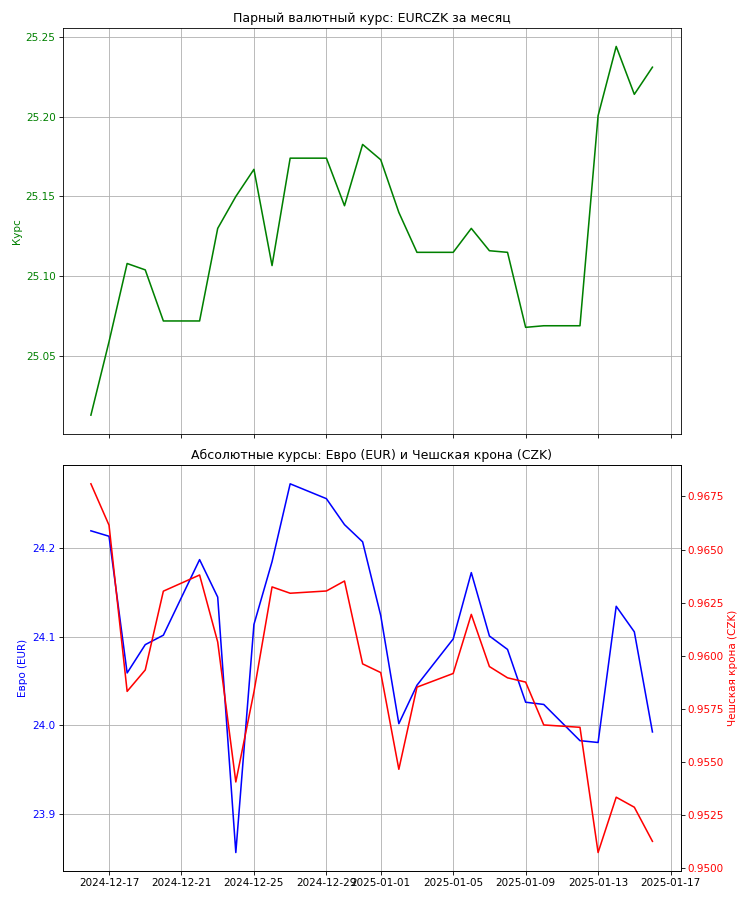 Парный валютный курс: EURCZK за месяц
25.25
25.20
25.15
25.10
25.05
Курс
Абсолютные курсы: Евро (EUR) и Чешская крона (CZK)
24.2
24.1
24.0
23.9
Евро (EUR)
0.9675
0.9650
0.9625
0.9600
0.9575
0.9550
0.9525
0.9500
Чешская крона (CZK)
2024-12-17 2024-12-21 2024-12-25 2024-12-29 2025-01-01 2025-01-05 2025-01-09 2025-01-13 2025-01-17